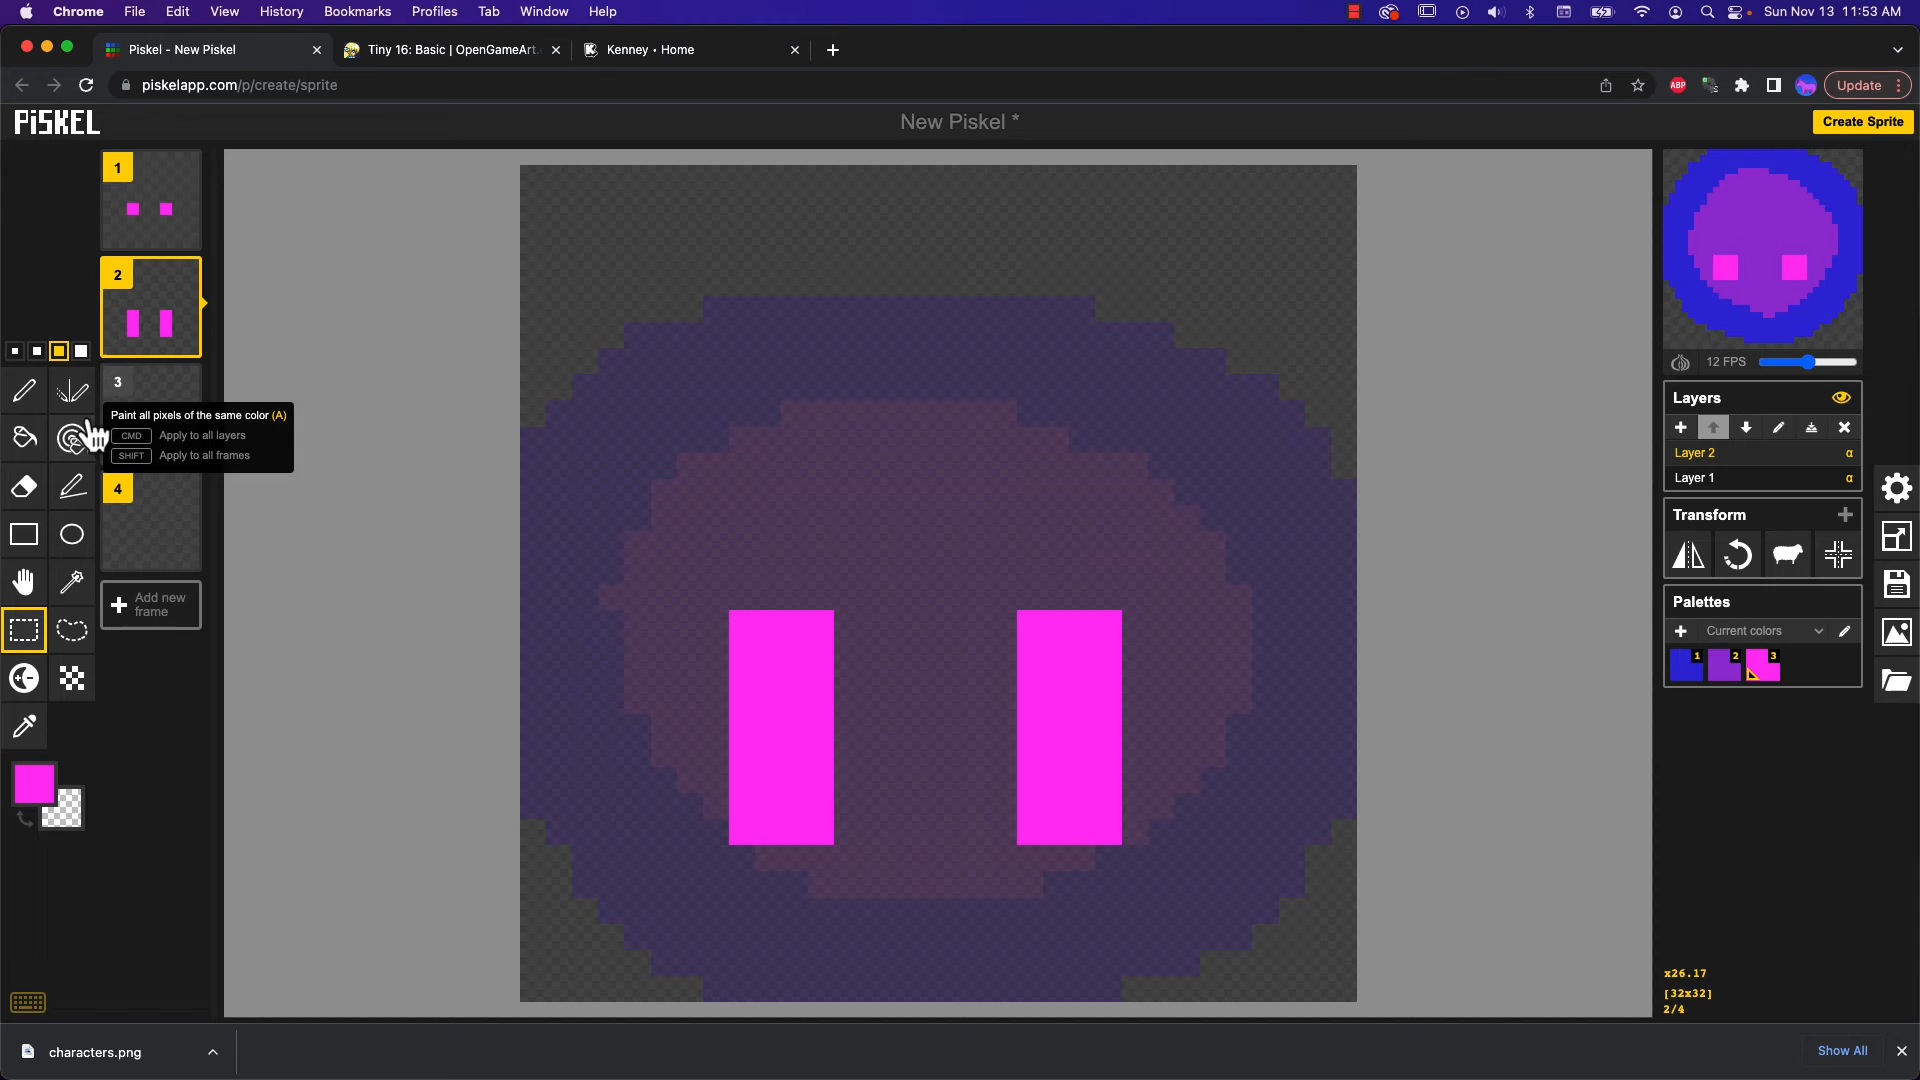 Chrome File Edit View History Bookmarks Profiles Tab Window Help Sun Nov 13 11:53 AM
Piskel - New Piskel Tiny 16: Basic | OpenGameArt. Kenney • Home
piskelapp.com/p/create/sprite ABP Update
PiSKEL New Piskel * Create Sprite
1
2
3
Paint all pixels of the same color (A)
CMD Apply to all layers
SHIFT Apply to all frames
4
Add new
frame
12 FPS
Layers
Layer 2 α
Layer 1 α
Transform
Palettes
Current colors
1 2 3
x26.17
[32x32]
2/4
characters.png Show All